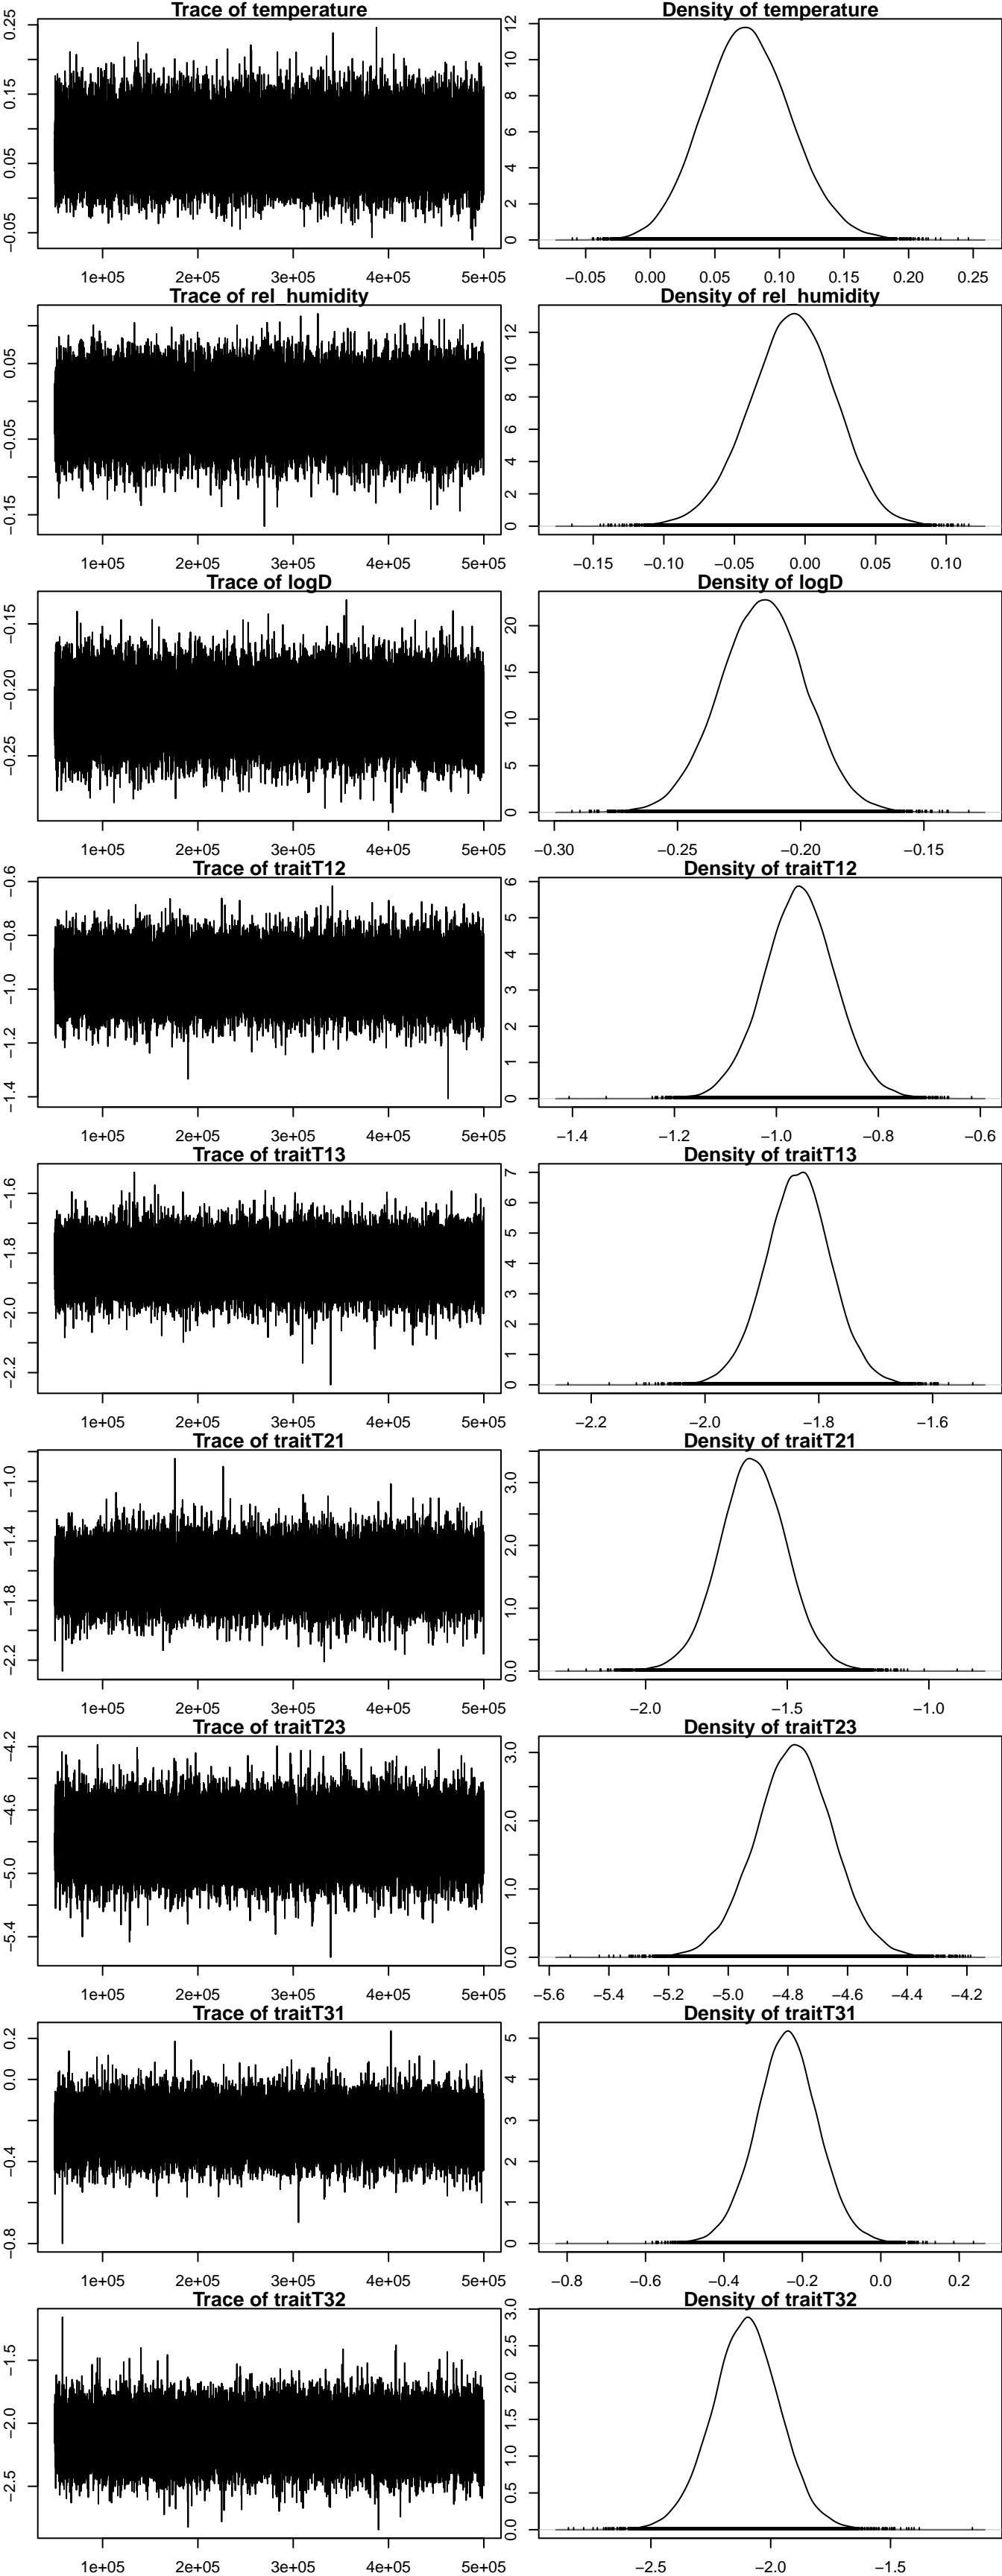 Trace of temperature
Density of temperature
−0.05 0.05 0.15 0.25
0 2 4 6 8 10 12
1e+05 2e+05 3e+05 4e+05 5e+05
−0.05 0.00 0.05 0.10 0.15 0.20 0.25
Trace of rel_humidity
Density of rel_humidity
−0.15 −0.05 0.05
0 2 4 6 8 10 12
1e+05 2e+05 3e+05 4e+05 5e+05
−0.15 −0.10 −0.05 0.00 0.05 0.10
Trace of logD
Density of logD
−0.25 −0.20 −0.15
0 5 10 15 20
1e+05 2e+05 3e+05 4e+05 5e+05
−0.30 −0.25 −0.20 −0.15
Trace of traitT12
Density of traitT12
−1.4 −1.2 −1.0 −0.8 −0.6
0 1 2 3 4 5 6
1e+05 2e+05 3e+05 4e+05 5e+05
−1.4 −1.2 −1.0 −0.8 −0.6
Trace of traitT13
Density of traitT13
−2.2 −2.0 −1.8 −1.6
0 1 2 3 4 5 6 7
1e+05 2e+05 3e+05 4e+05 5e+05
−2.2 −2.0 −1.8 −1.6
Trace of traitT21
Density of traitT21
−2.2 −1.8 −1.4 −1.0
0.0 1.0 2.0 3.0
1e+05 2e+05 3e+05 4e+05 5e+05
−2.0 −1.5 −1.0
Trace of traitT23
Density of traitT23
−5.4 −5.0 −4.6 −4.2
0.0 1.0 2.0 3.0
1e+05 2e+05 3e+05 4e+05 5e+05
−5.6 −5.4 −5.2 −5.0 −4.8 −4.6 −4.4 −4.2
Trace of traitT31
Density of traitT31
−0.8 −0.4 0.0 0.2
0 1 2 3 4 5
1e+05 2e+05 3e+05 4e+05 5e+05
−0.8 −0.6 −0.4 −0.2 0.0 0.2
Trace of traitT32
Density of traitT32
−2.5 −2.0 −1.5
0.0 0.5 1.0 1.5 2.0 2.5 3.0
1e+05 2e+05 3e+05 4e+05 5e+05
−2.5 −2.0 −1.5